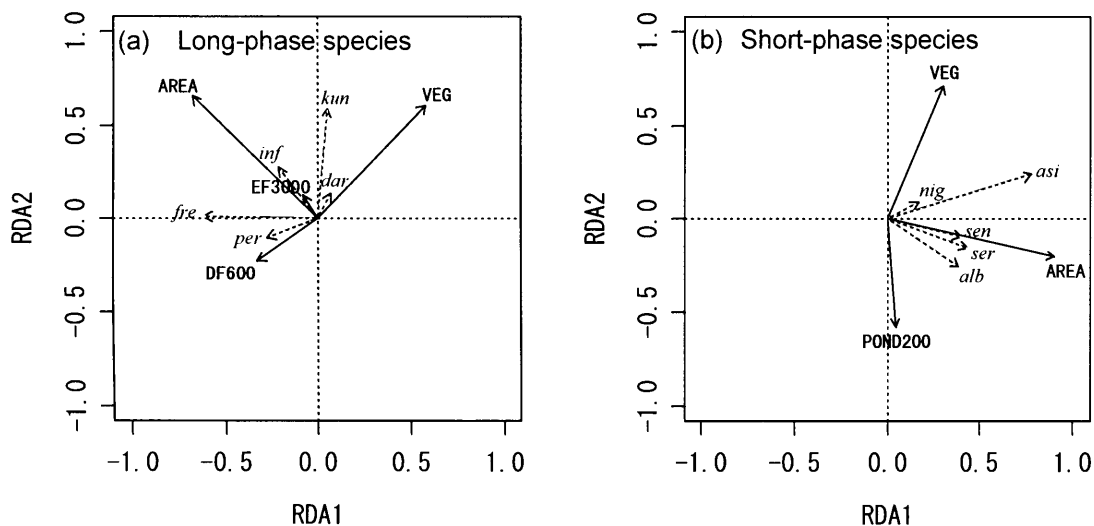 (a) Long-phase species
1.0
0.5
0.0
-0.5
-1.0
RDA2
AREA
kun
VEG
inf
EF3000
dar
fre
per
DF600
-1.0 -0.5 0.0 0.5 1.0
RDA1
(b) Short-phase species
1.0
0.5
0.0
-0.5
-1.0
RDA2
VEG
asi
nig
sen
ser
alb
AREA
POND200
-1.0 -0.5 0.0 0.5 1.0
RDA1